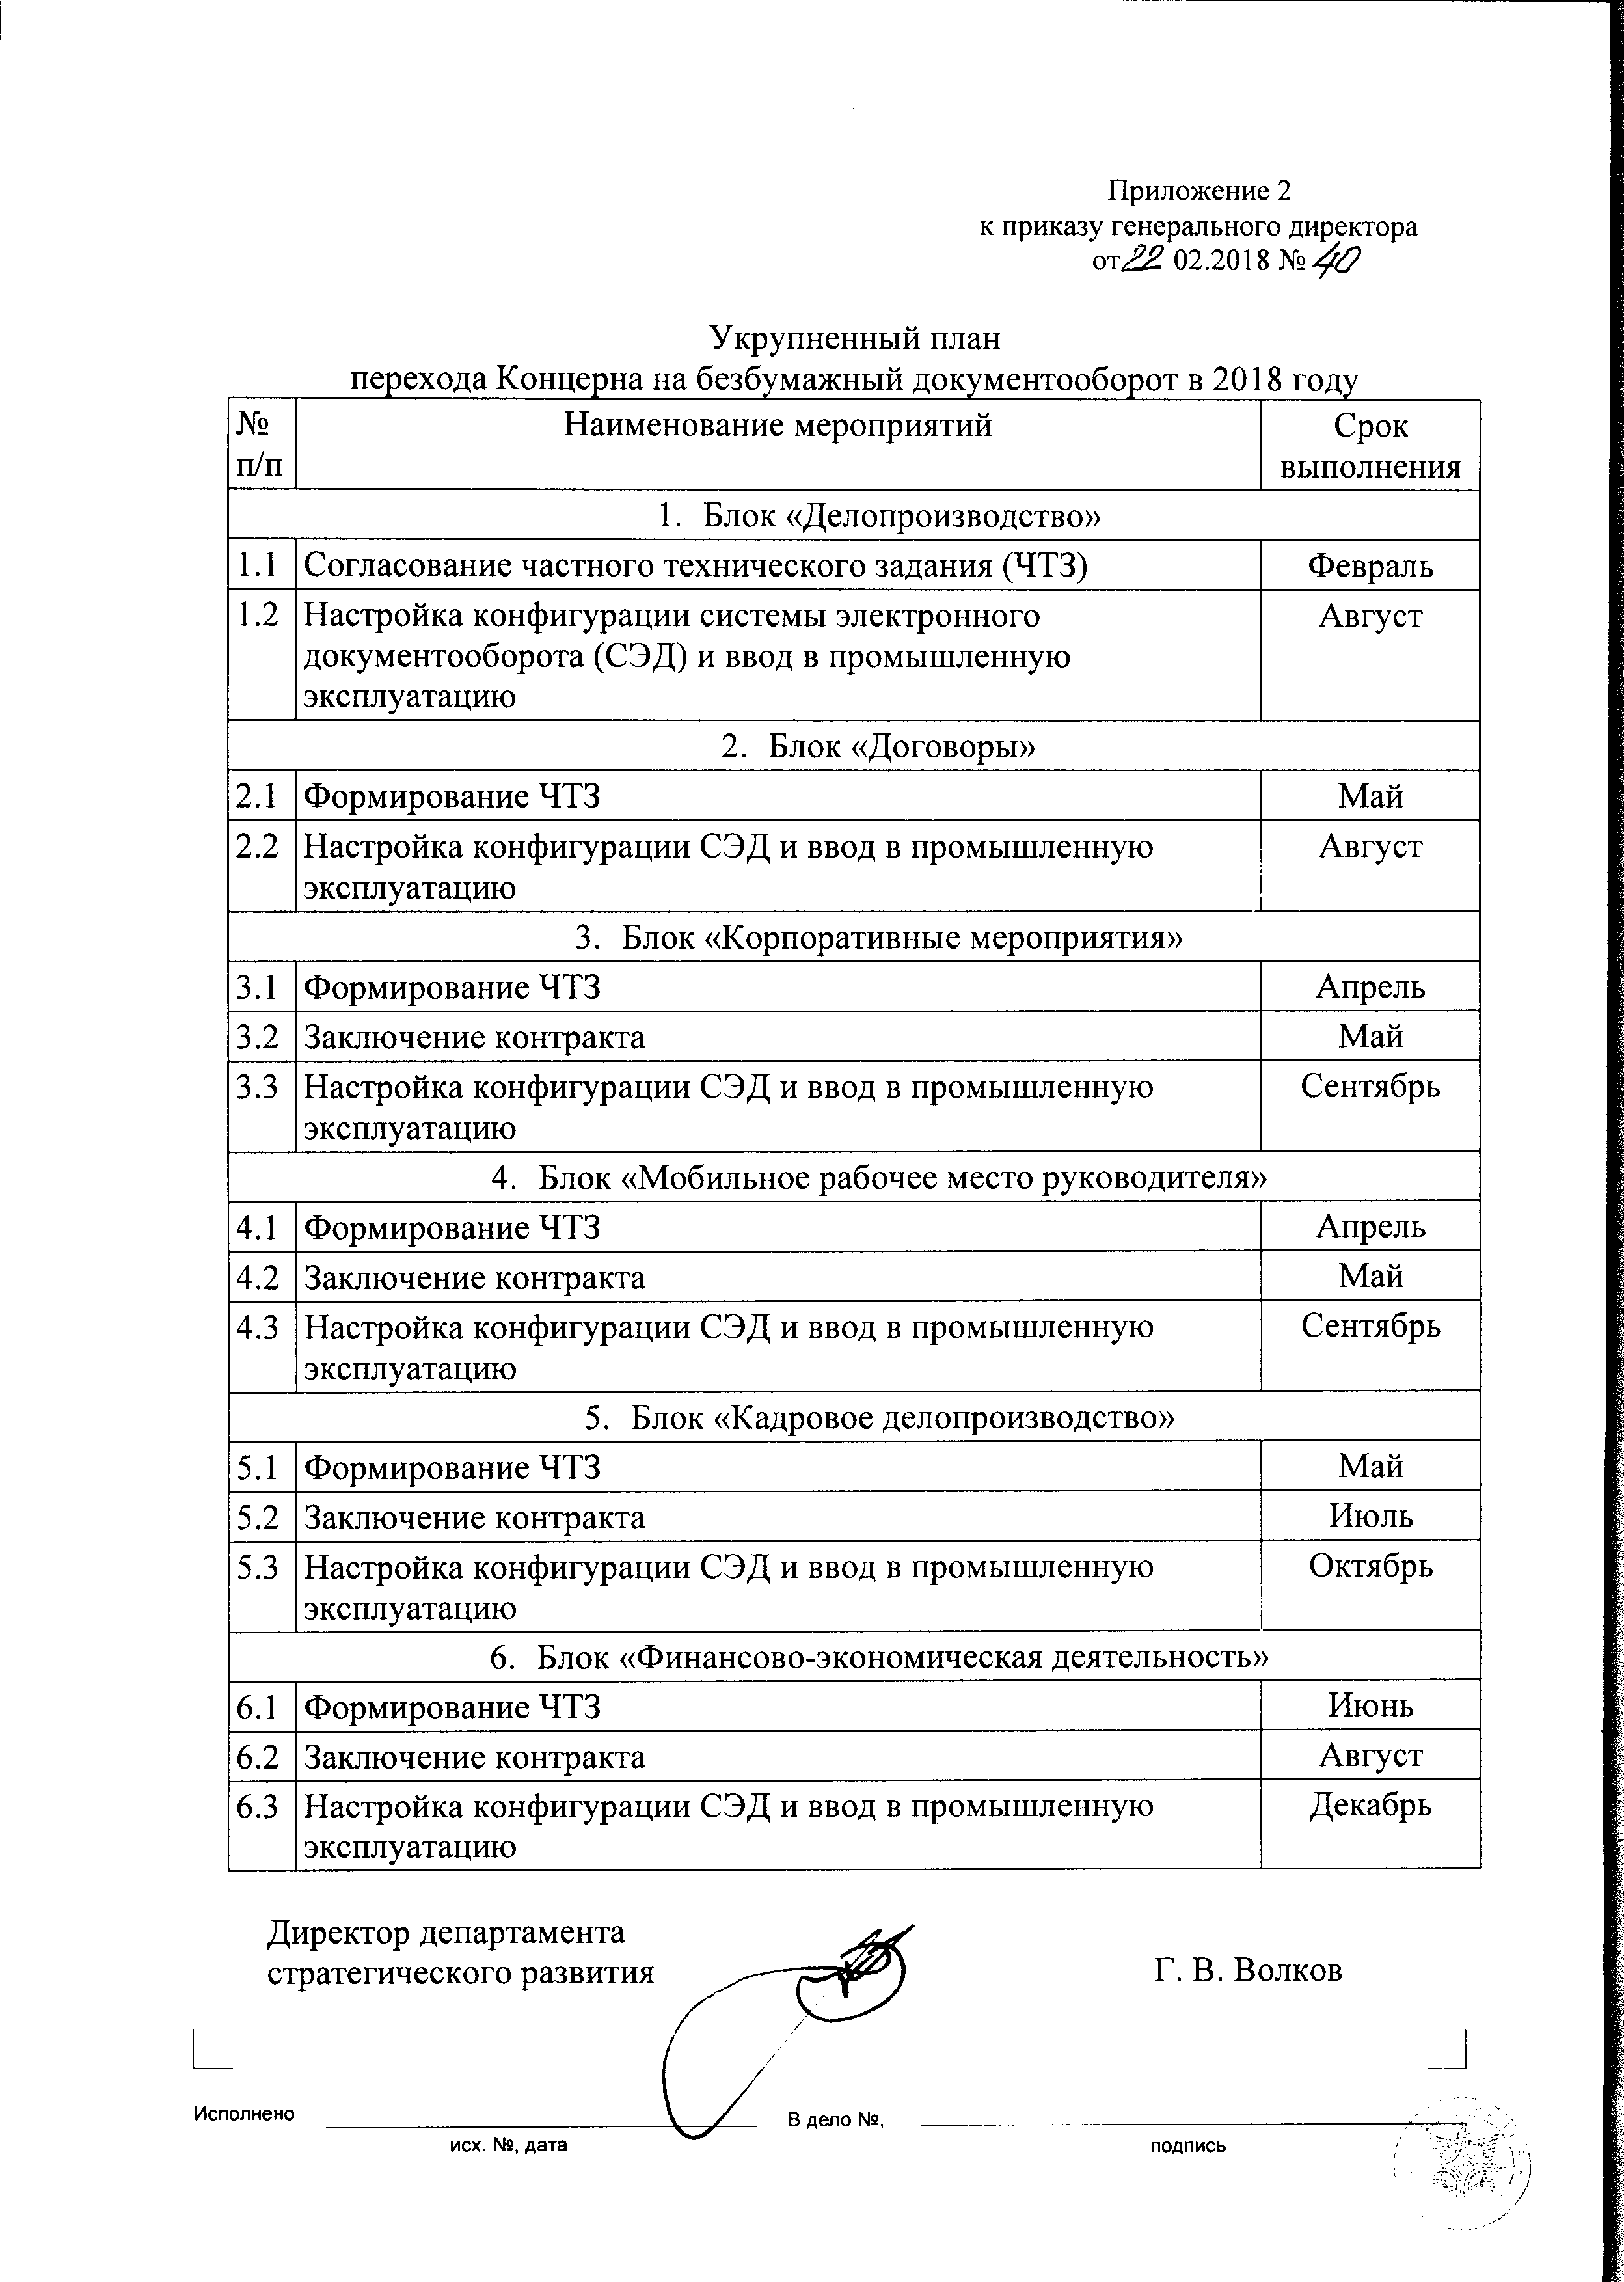 Приложение 2
к приказу генерального директора
от 22 02.2018 № 40
Укрупненный план
перехода Концерна на безбумажный документооборот в 2018 году
№ п/п Наименование мероприятий Срок выполнения
1. Блок «Делопроизводство»
1.1 Согласование частного технического задания (ЧТЗ) Февраль
1.2 Настройка конфигурации системы электронного Август
документооборота (СЭД) и ввод в промышленную
эксплуатацию
2. Блок «Договоры»
2.1 Формирование ЧТЗ Май
2.2 Настройка конфигурации СЭД и ввод в промышленную Август
эксплуатацию
3. Блок «Корпоративные мероприятия»
3.1 Формирование ЧТЗ Апрель
3.2 Заключение контракта Май
3.3 Настройка конфигурации СЭД и ввод в промышленную Сентябрь
эксплуатацию
4. Блок «Мобильное рабочее место руководителя»
4.1 Формирование ЧТЗ Апрель
4.2 Заключение контракта Май
4.3 Настройка конфигурации СЭД и ввод в промышленную Сентябрь
эксплуатацию
5. Блок «Кадровое делопроизводство»
5.1 Формирование ЧТЗ Май
5.2 Заключение контракта Июль
5.3 Настройка конфигурации СЭД и ввод в промышленную Октябрь
эксплуатацию
6. Блок «Финансово-экономическая деятельность»
6.1 Формирование ЧТЗ Июнь
6.2 Заключение контракта Август
6.3 Настройка конфигурации СЭД и ввод в промышленную Декабрь
эксплуатацию
Директор департамента
стратегического развития Г. В. Волков
Исполнено В дело №,
исх. №, дата подпись